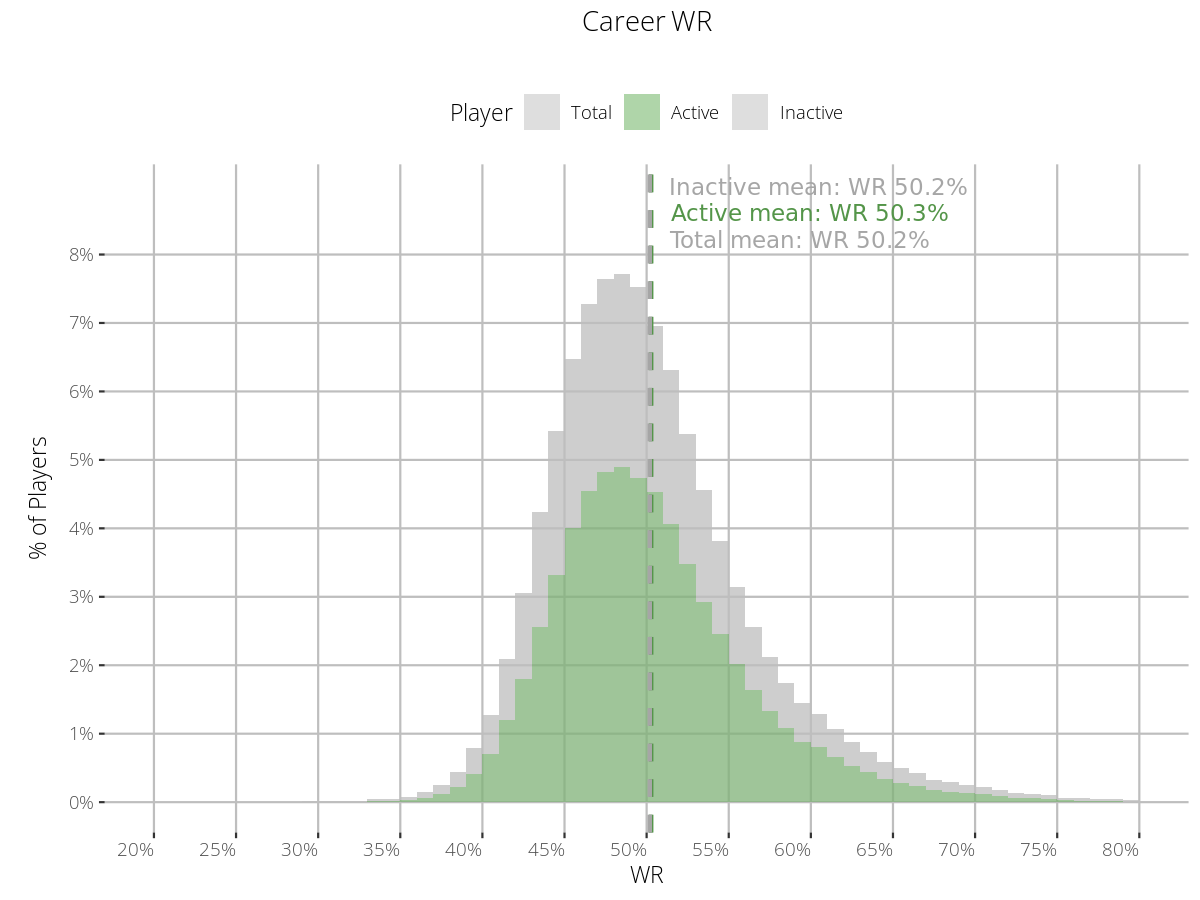 Career WR
Player Total Active Inactive
Inactive mean: WR 50.2%
Active mean: WR 50.3%
Total mean: WR 50.2%
8%
7%
6%
5%
4%
3%
2%
1%
0%
% of Players
20% 25% 30% 35% 40% 45% 50% 55% 60% 65% 70% 75% 80%
WR